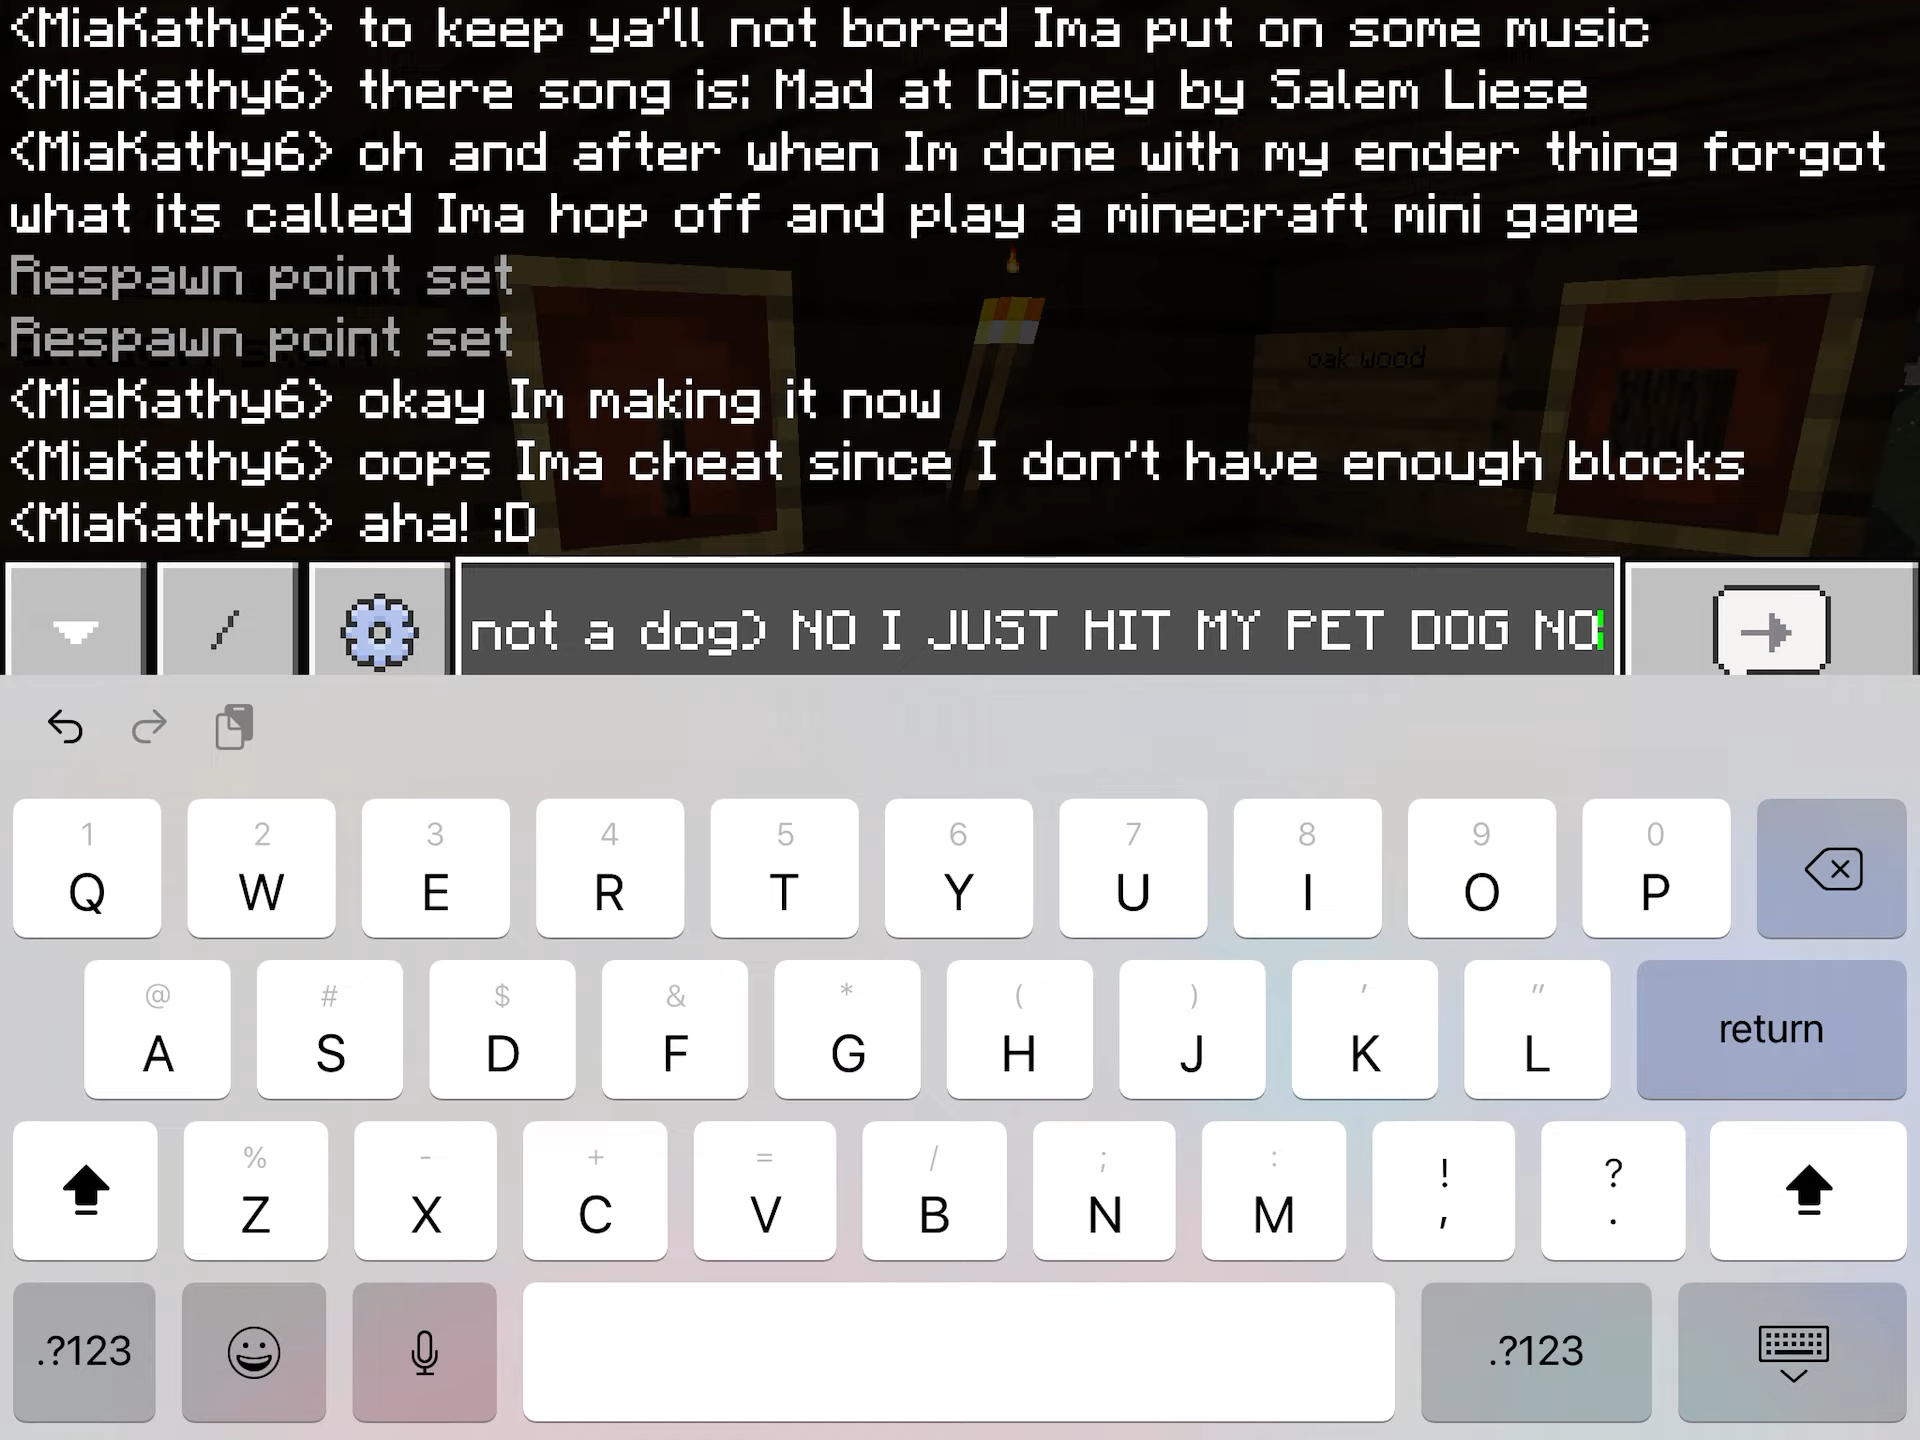 <MiaKathy6> to keep ya'll not bored Ima put on some music
<MiaKathy6> there song is: Mad at Disney by Salem Liese
<MiaKathy6> oh and after when Im done with my ender thing forgot
what its called Ima hop off and play a minecraft mini game
Respawn point set
Respawn point set
oak wood
<MiaKathy6> okay Im making it now
<MiaKathy6> oops Ima cheat since I don't have enough blocks
<MiaKathy6> aha! :D
/ not a dog) NO I JUST HIT MY PET DOG NO
1 2 3 4 5 6 7 8 9 0
Q W E R T Y U I O P
@ # $ & * ( ) ' "
A S D F G H J K L return
% - + = / ; : ! ?
Z X C V B N M , .
.?123 .?123